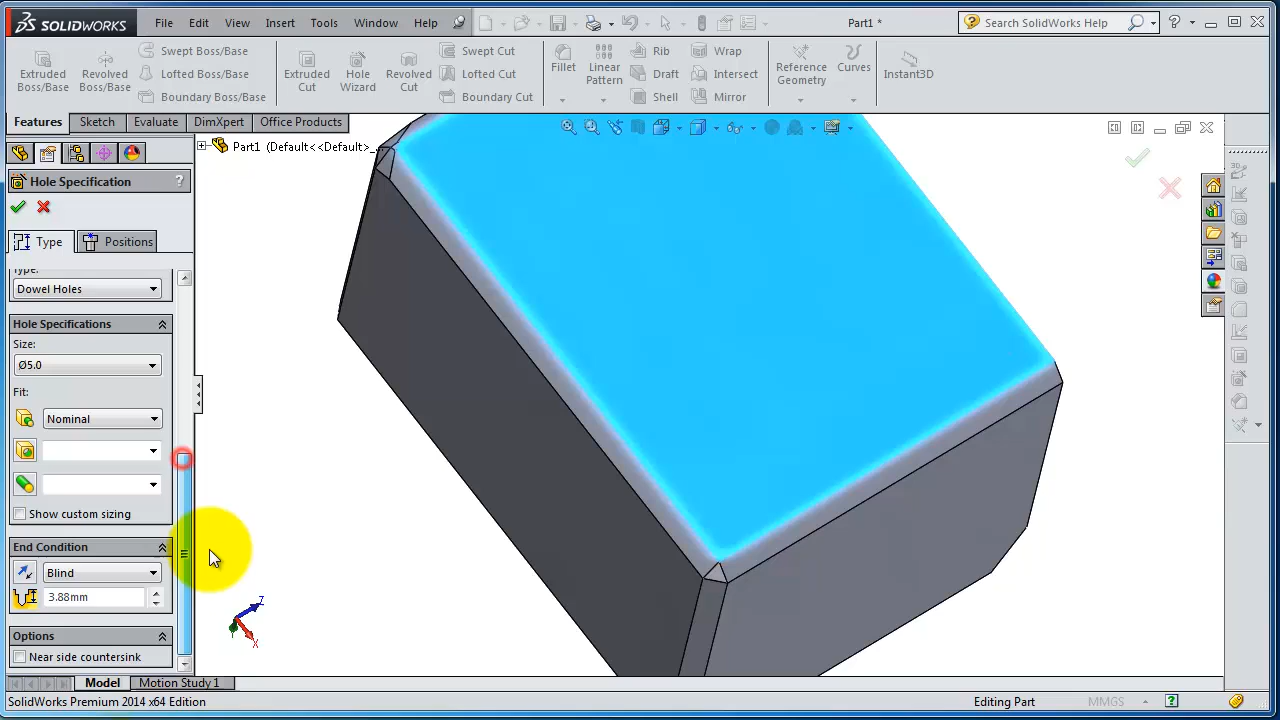 SOLIDWORKS File Edit View Insert Tools Window Help Part1 * Search SolidWorks Help
Extruded Boss/Base
Revolved Boss/Base
Swept Boss/Base
Lofted Boss/Base
Boundary Boss/Base
Extruded Cut
Hole Wizard
Revolved Cut
Swept Cut
Lofted Cut
Boundary Cut
Fillet
Linear Pattern
Rib
Draft
Shell
Wrap
Intersect
Mirror
Reference Geometry
Curves
Instant3D
Features Sketch Evaluate DimXpert Office Products
Part1 (Default<<Default>_...
Hole Specification ?
Type Positions
Type:
Dowel Holes
Hole Specifications
Size:
Ø5.0
Fit:
Nominal
Show custom sizing
End Condition
Blind
3.88mm
Options
Near side countersink
Z
X
Model Motion Study 1
SolidWorks Premium 2014 x64 Edition Editing Part MMGS